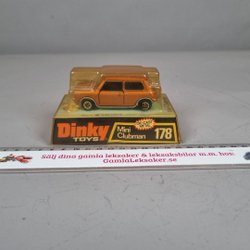 Dinky
TOYS
Mini
Clubman
178
Sälj dina gamla leksaker & leksaksbilar m.m. hos:
GamlaLeksaker.se